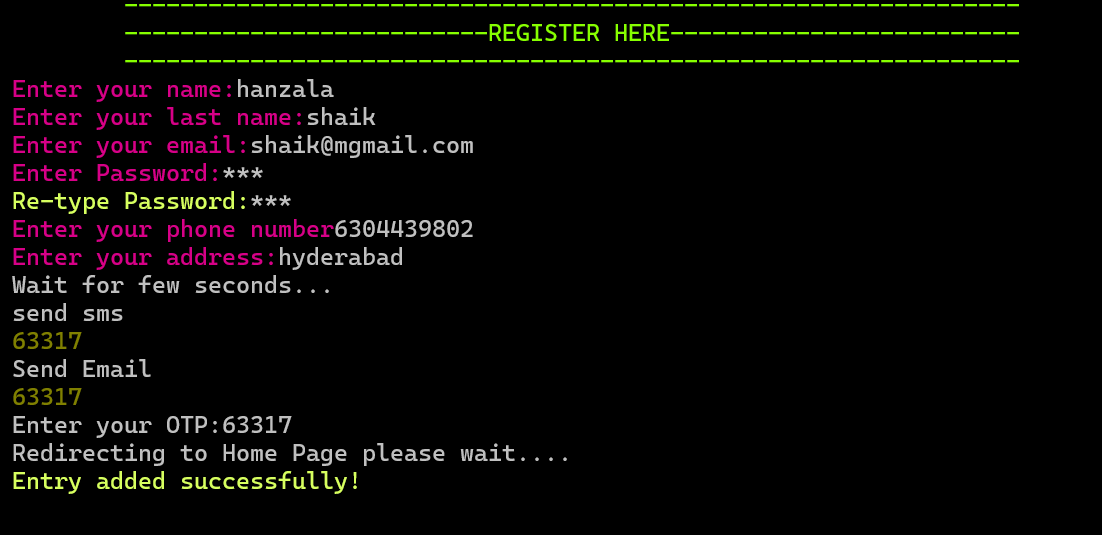 ----------------------------------------------------------------
--------------------------REGISTER HERE-------------------------
----------------------------------------------------------------
Enter your name:hanzala
Enter your last name:shaik
Enter your email:shaik@mgmail.com
Enter Password:***
Re-type Password:***
Enter your phone number6304439802
Enter your address:hyderabad
Wait for few seconds...
send sms
63317
Send Email
63317
Enter your OTP:63317
Redirecting to Home Page please wait....
Entry added successfully!